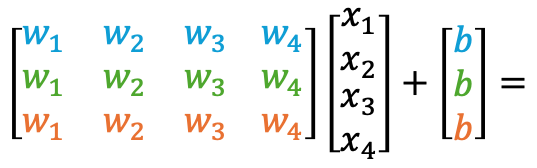 [w₁ w₂ w₃ w₄] [x₁] + [b] =
[w₁ w₂ w₃ w₄] [x₂] [b]
[w₁ w₂ w₃ w₄] [x₃] [b]
[x₄]